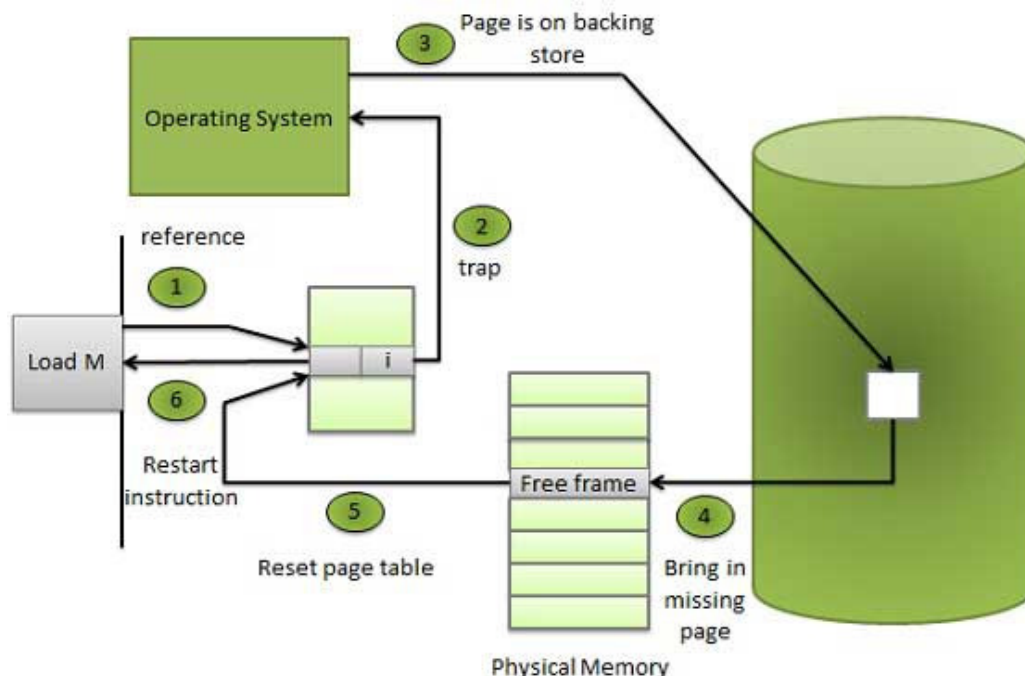 3
Page is on backing
store
Operating System
2
trap
reference
1
Load M
i
6
Restart
instruction
Free frame
5
Reset page table
4
Bring in
missing
page
Physical Memory